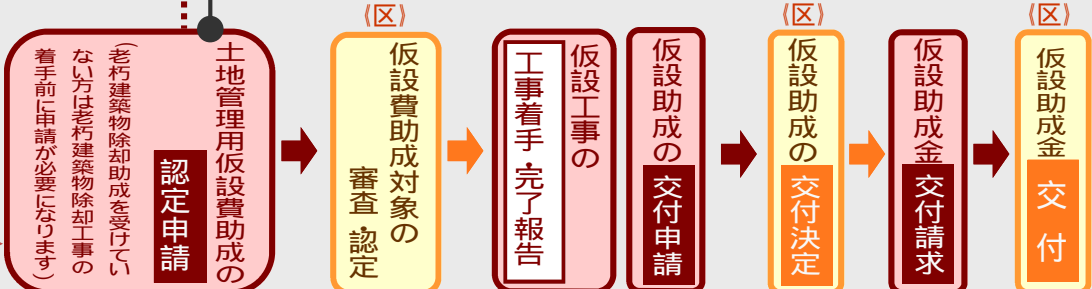 土地管理用仮設費助成の
認定申請
(老朽建築物除却助成を受けてい
ない方は老朽建築物除却工事の
着手前に申請が必要になります)
《区》
仮設費助成対象の
審査・認定
仮設工事の
工事着手・完了報告
仮設助成の
交付申請
《区》
仮設助成の
交付決定
仮設助成金
交付請求
《区》
仮設助成金
交付